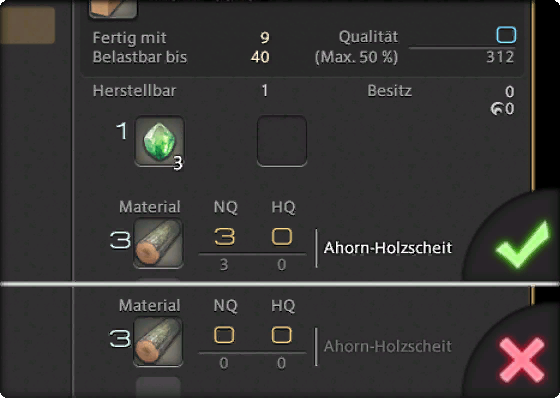 Fertig mit 9 Qualität 0
Belastbar bis 40 (Max. 50 %) 312
Herstellbar 1 Besitz 0
0
1
3
Material NQ HQ
3 3 0 Ahorn-Holzscheit
3 0
Material NQ HQ
3 0 0 Ahorn-Holzscheit
0 0